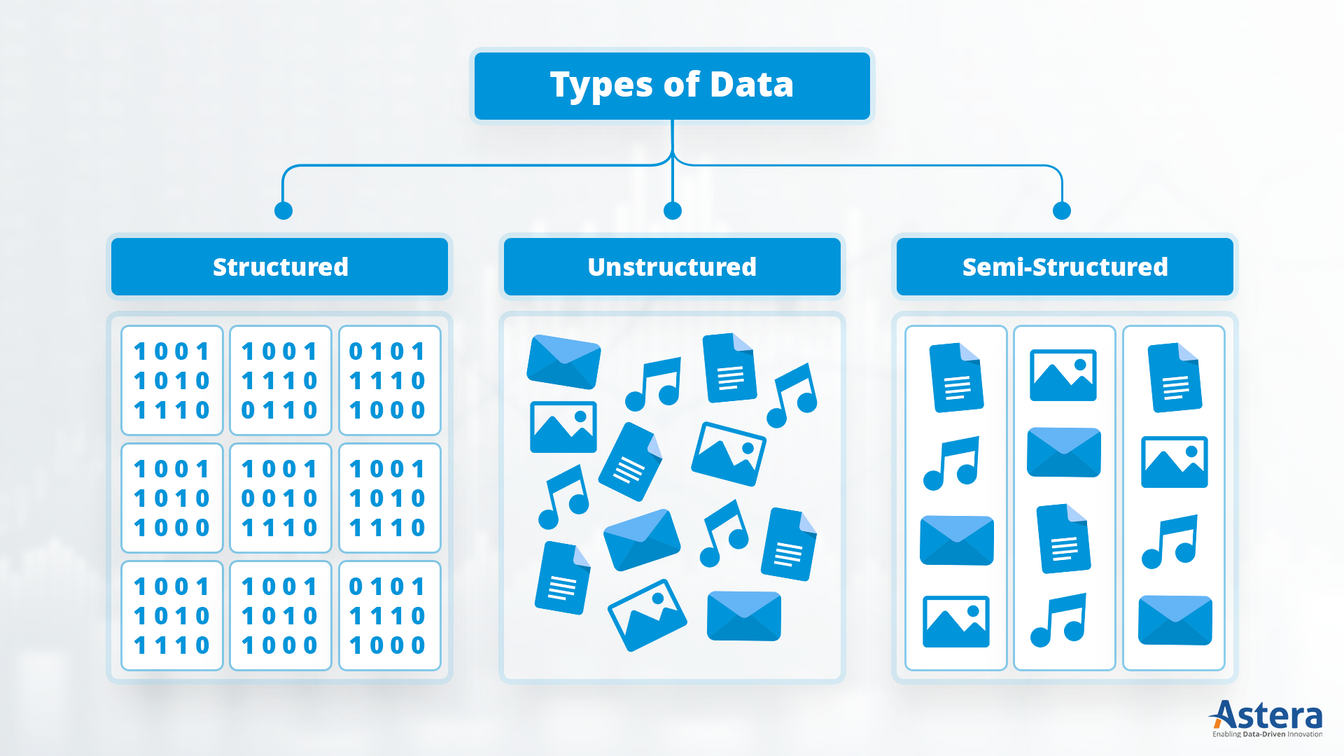 Types of Data
Structured
Unstructured
Semi-Structured
1001 1001 0101
1010 1110 1110
1110 0110 1000
1001 1001 1001
1010 0010 1010
1000 1110 1110
1001 1001 0101
1010 1010 1110
1110 1000 1000
Astera
Enabling Data-Driven Innovation